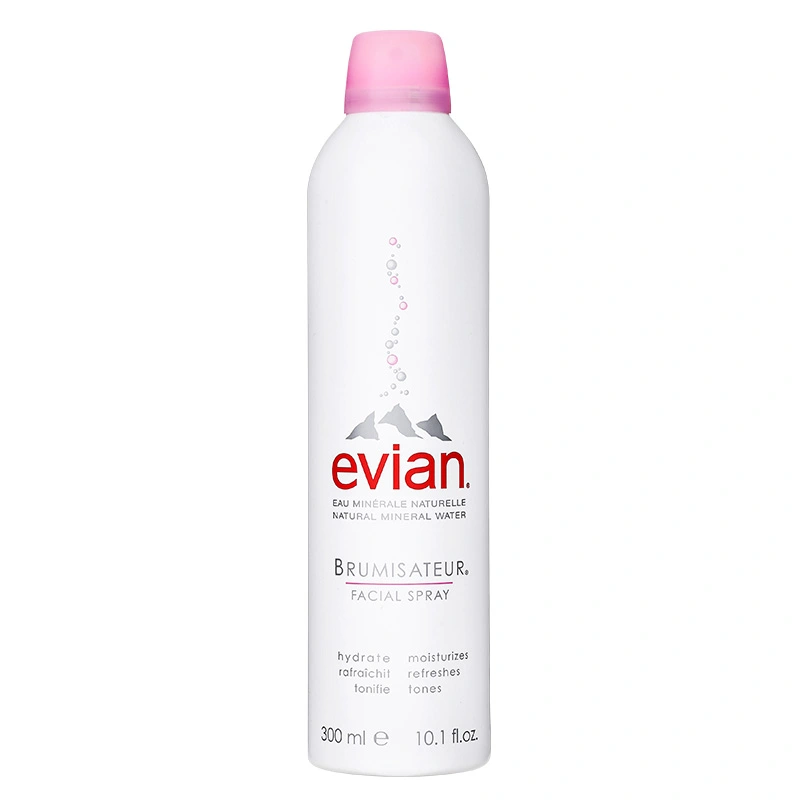 evian.®
EAU MINÉRALE NATURELLE
NATURAL MINERAL WATER
BRUMISATEUR®
FACIAL SPRAY
hydrate moisturizes
rafraîchit refreshes
tonifie tones
300 ml ℮ 10.1 fl.oz.